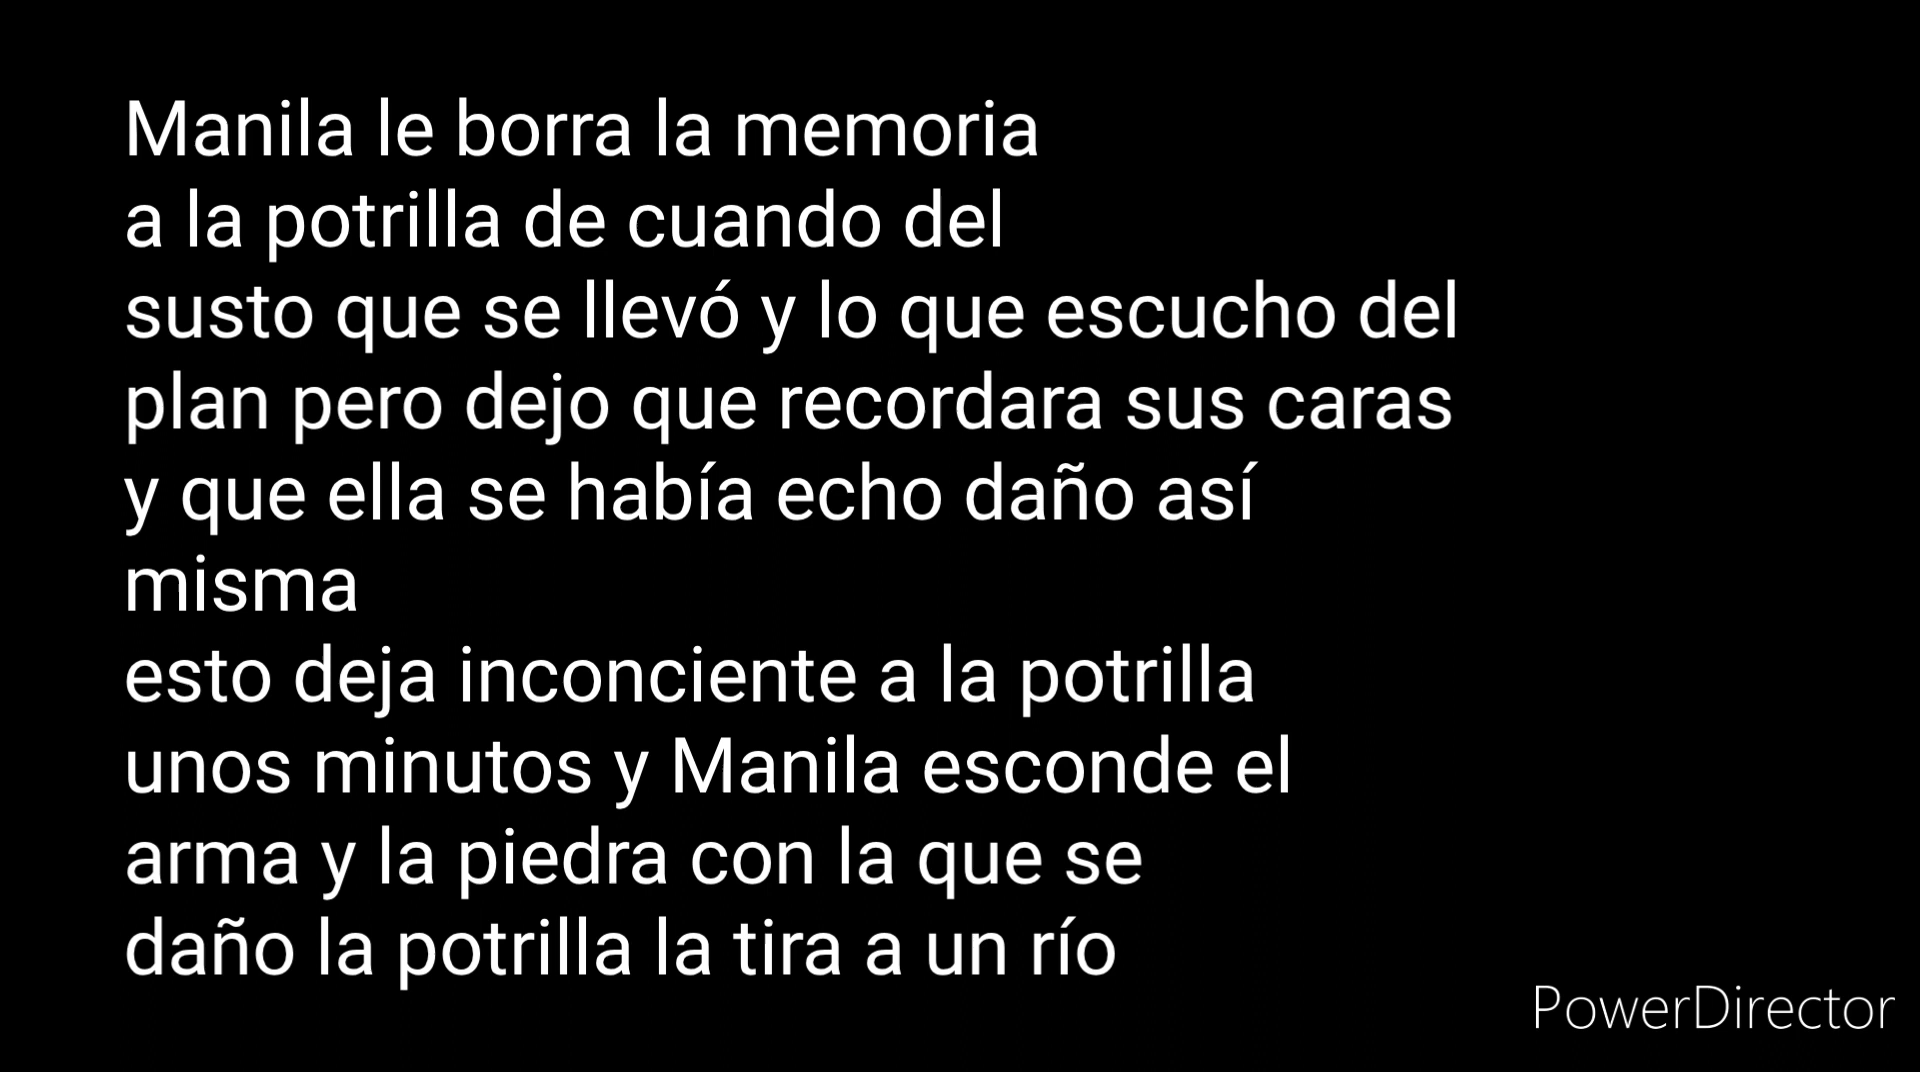 Manila le borra la memoria
a la potrilla de cuando del
susto que se llevó y lo que escucho del
plan pero dejo que recordara sus caras
y que ella se había echo daño así
misma
esto deja inconciente a la potrilla
unos minutos y Manila esconde el
arma y la piedra con la que se
daño la potrilla la tira a un río
PowerDirector